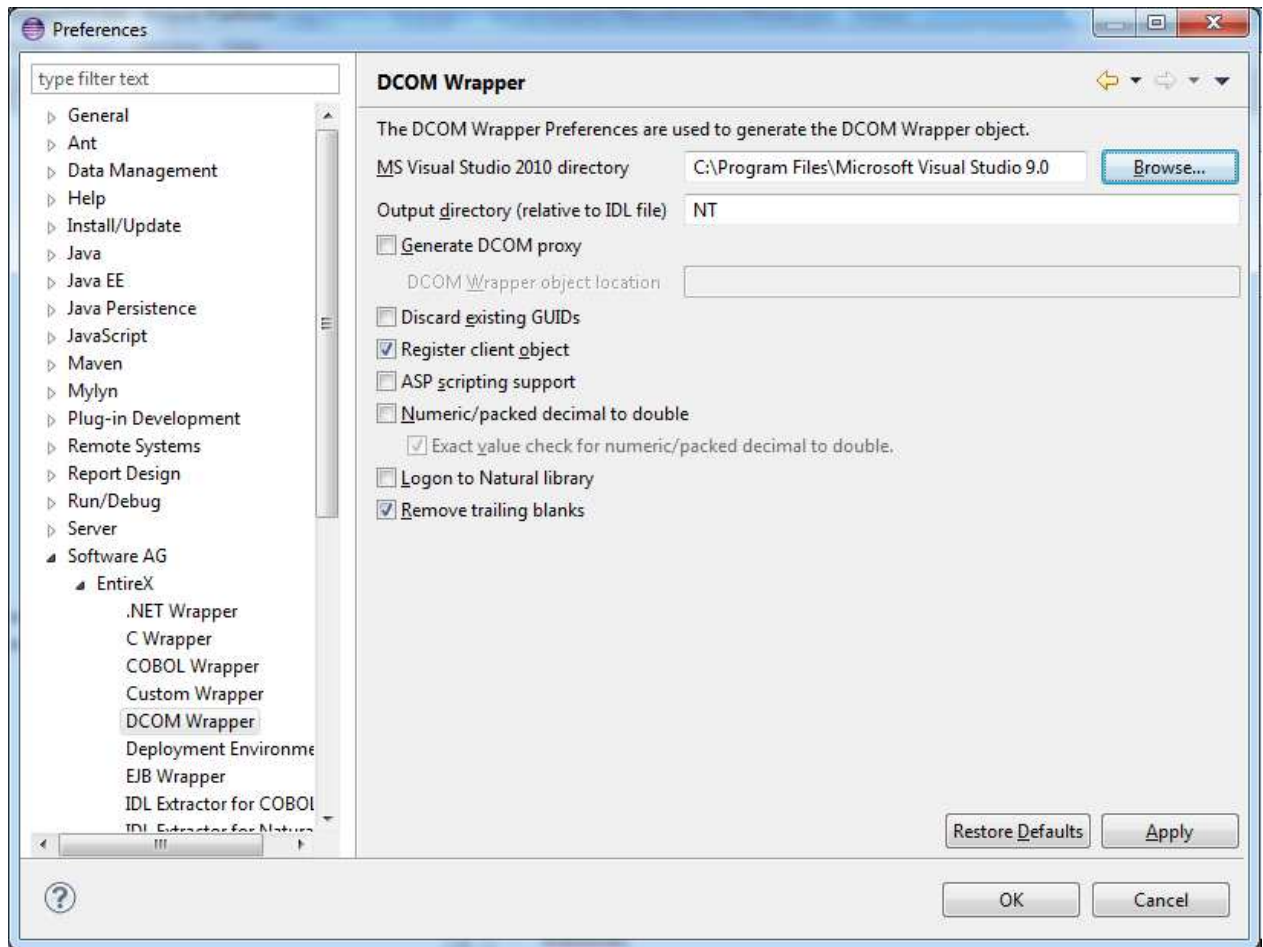 Preferences
type filter text
General
Ant
Data Management
Help
Install/Update
Java
Java EE
Java Persistence
JavaScript
Maven
Mylyn
Plug-in Development
Remote Systems
Report Design
Run/Debug
Server
Software AG
EntireX
.NET Wrapper
C Wrapper
COBOL Wrapper
Custom Wrapper
DCOM Wrapper
Deployment Environme
EJB Wrapper
IDL Extractor for COBOL
IDL Extractor for Natura
DCOM Wrapper
The DCOM Wrapper Preferences are used to generate the DCOM Wrapper object.
MS Visual Studio 2010 directory C:\Program Files\Microsoft Visual Studio 9.0 Browse...
Output directory (relative to IDL file) NT
Generate DCOM proxy
DCOM Wrapper object location
Discard existing GUIDs
Register client object
ASP scripting support
Numeric/packed decimal to double
Exact value check for numeric/packed decimal to double.
Logon to Natural library
Remove trailing blanks
Restore Defaults Apply
OK Cancel